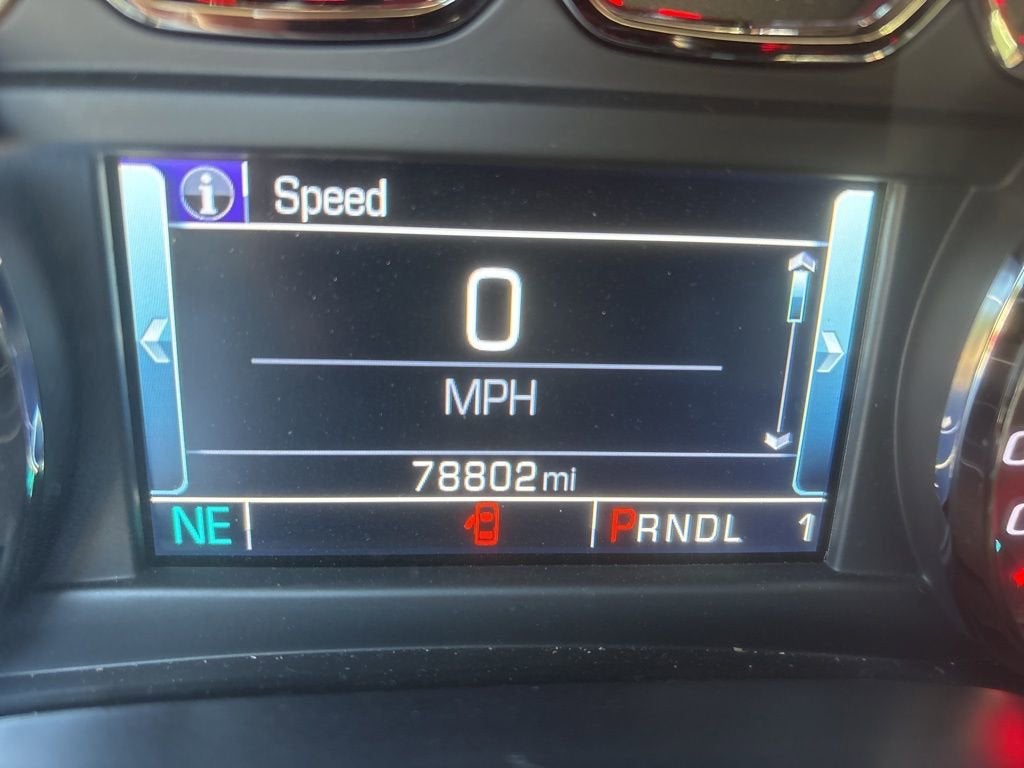 i Speed
0
MPH
78802 mi
NE PRNDL 1